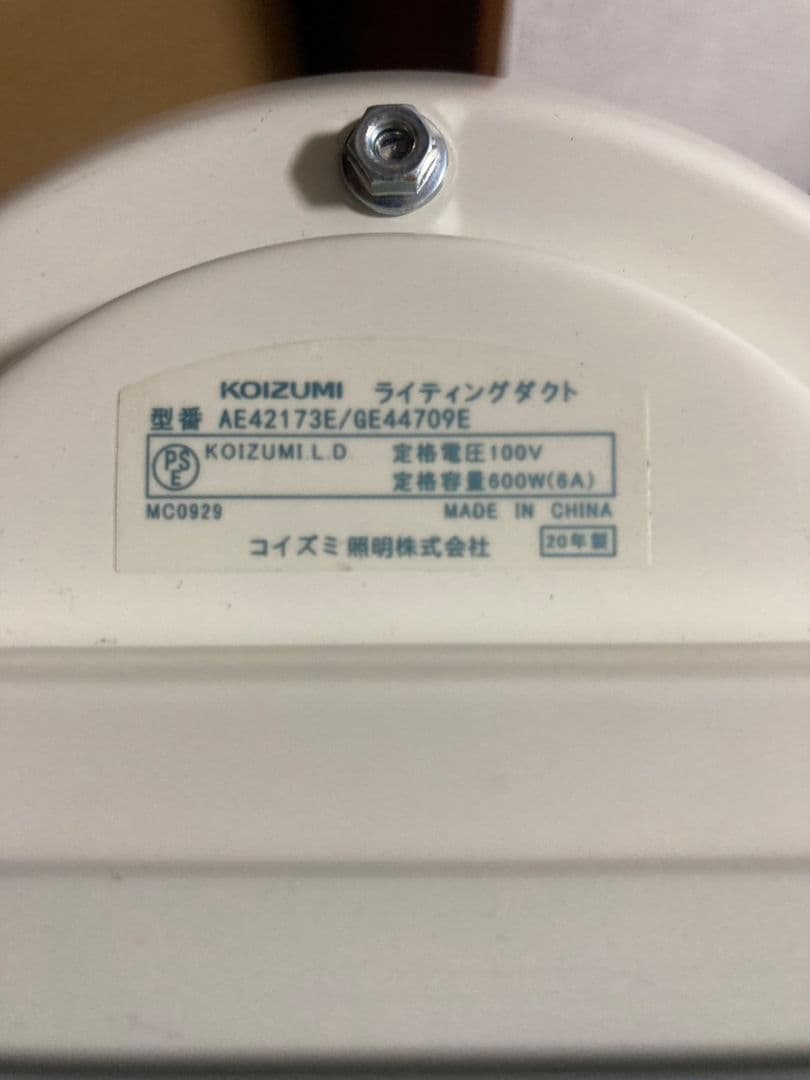 KOIZUMI ライティングダクト
型番 AE42173E/GE44709E
PSE KOIZUMI.L.D. 定格電圧100V
定格容量600W(6A)
MC0929 MADE IN CHINA
コイズミ照明株式会社 20年製